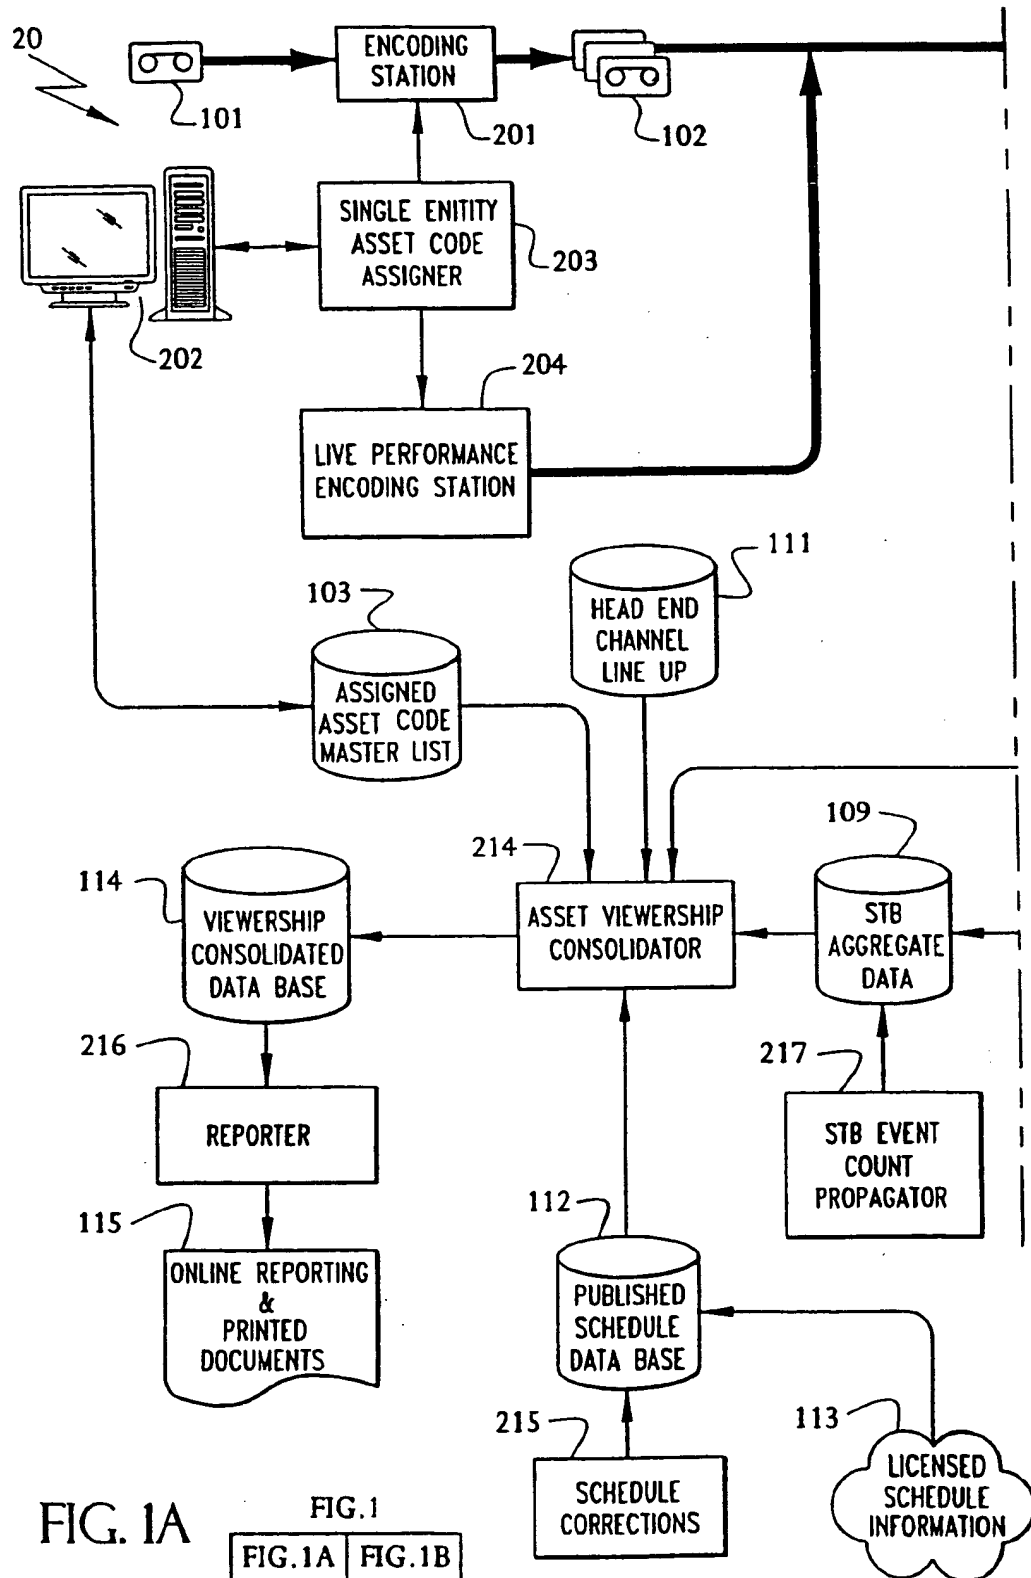 20
101
ENCODING
STATION
201
102
202
SINGLE ENITITY
ASSET CODE
ASSIGNER
203
204
LIVE PERFORMANCE
ENCODING STATION
103
ASSIGNED
ASSET CODE
MASTER LIST
111
HEAD END
CHANNEL
LINE UP
114
VIEWERSHIP
CONSOLIDATED
DATA BASE
214
ASSET VIEWERSHIP
CONSOLIDATOR
109
STB
AGGREGATE
DATA
216
REPORTER
217
STB EVENT
COUNT
PROPAGATOR
115
ONLINE REPORTING
&
PRINTED
DOCUMENTS
112
PUBLISHED
SCHEDULE
DATA BASE
215
SCHEDULE
CORRECTIONS
113
LICENSED
SCHEDULE
INFORMATION
FIG. 1A
FIG.1
FIG.1A FIG.1B